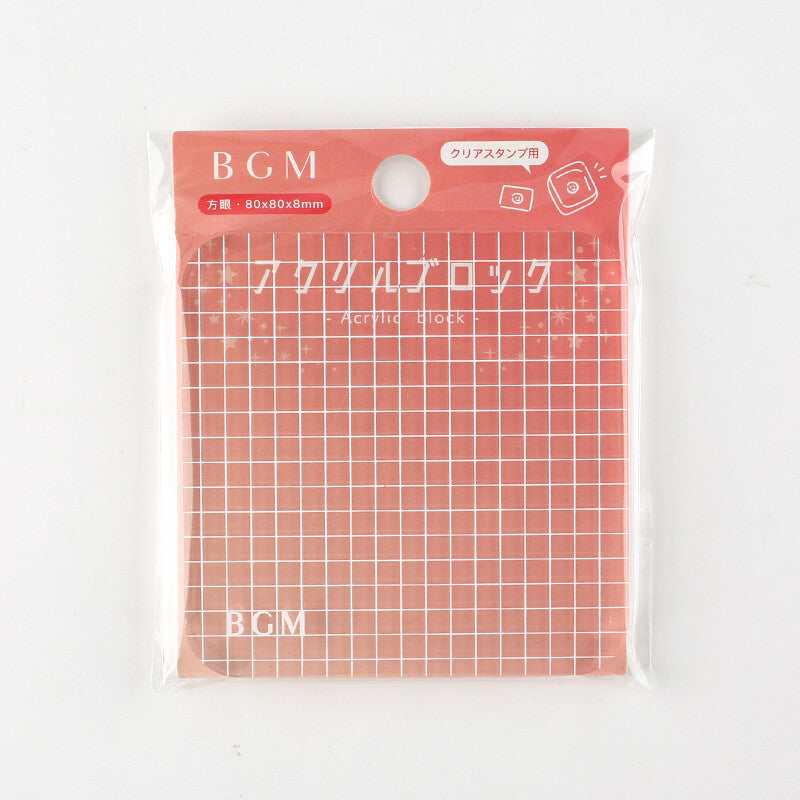 BGM
クリアスタンプ用
方眼・80x80x8mm
アクリルブロック
- Acrylic block -
BGM